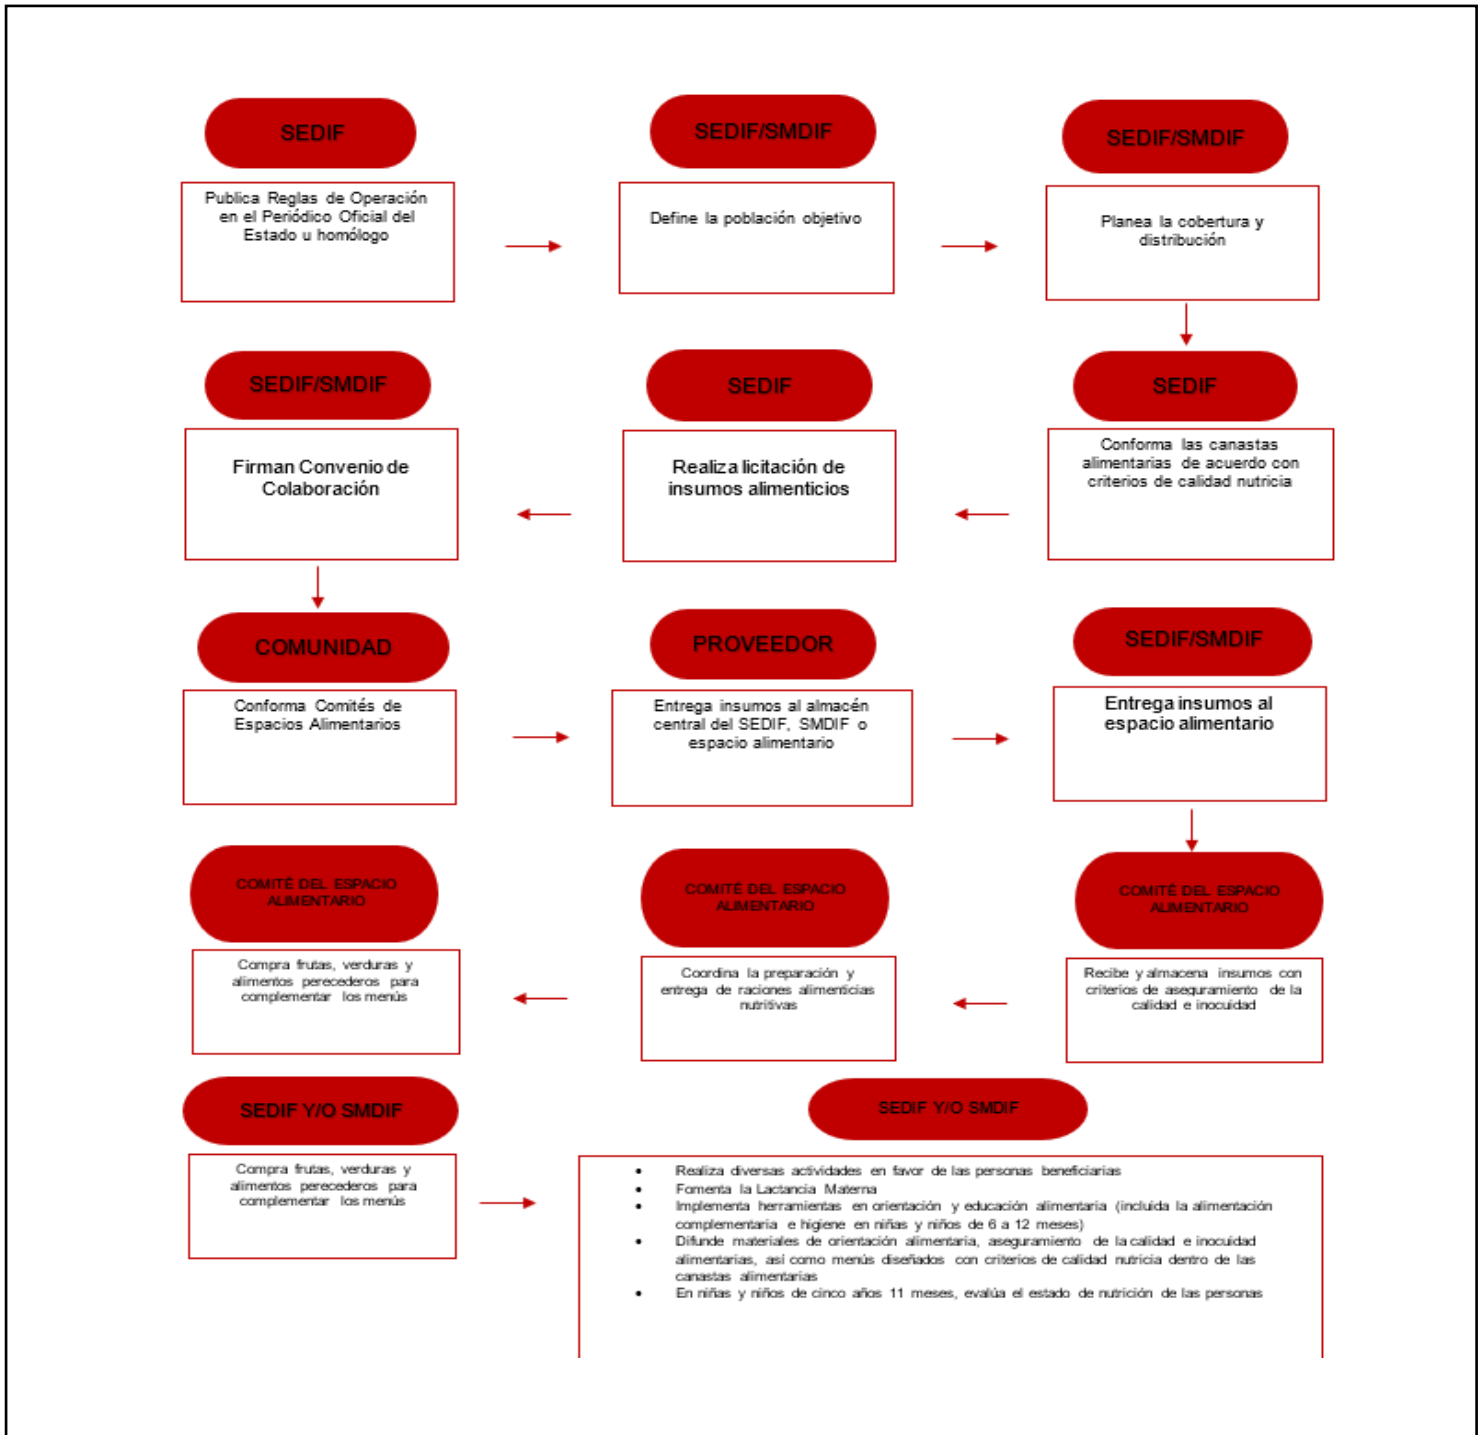 SEDIF
Publica Reglas de Operación
en el Periódico Oficial del
Estado u homólogo
SEDIF/SMDIF
Define la población objetivo
SEDIF/SMDIF
Planea la cobertura y
distribución
SEDIF
Conforma las canastas
alimentarias de acuerdo con
criterios de calidad nutricia
SEDIF
Realiza licitación de
insumos alimenticios
SEDIF/SMDIF
Firman Convenio de
Colaboración
COMUNIDAD
Conforma Comités de
Espacios Alimentarios
PROVEEDOR
Entrega insumos al almacén
central del SEDIF, SMDIF o
espacio alimentario
SEDIF/SMDIF
Entrega insumos al
espacio alimentario
COMITÉ DEL ESPACIO
ALIMENTARIO
Recibe y almacena insumos con
criterios de aseguramiento de la
calidad e inocuidad
COMITÉ DEL ESPACIO
ALIMENTARIO
Coordina la preparación y
entrega de raciones alimenticias
nutritivas
COMITÉ DEL ESPACIO
ALIMENTARIO
Compra frutas, verduras y
alimentos perecederos para
complementar los menús
SEDIF Y/O SMDIF
Compra frutas, verduras y
alimentos perecederos para
complementar los menús
SEDIF Y/O SMDIF
• Realiza diversas actividades en favor de las personas beneficiarias
• Fomenta la Lactancia Materna
• Implementa herramientas en orientación y educación alimentaria (incluida la alimentación
complementaria e higiene en niñas y niños de 6 a 12 meses)
• Difunde materiales de orientación alimentaria, aseguramiento de la calidad e inocuidad
alimentarias, así como menús diseñados con criterios de calidad nutricia dentro de las
canastas alimentarias
• En niñas y niños de cinco años 11 meses, evalúa el estado de nutrición de las personas